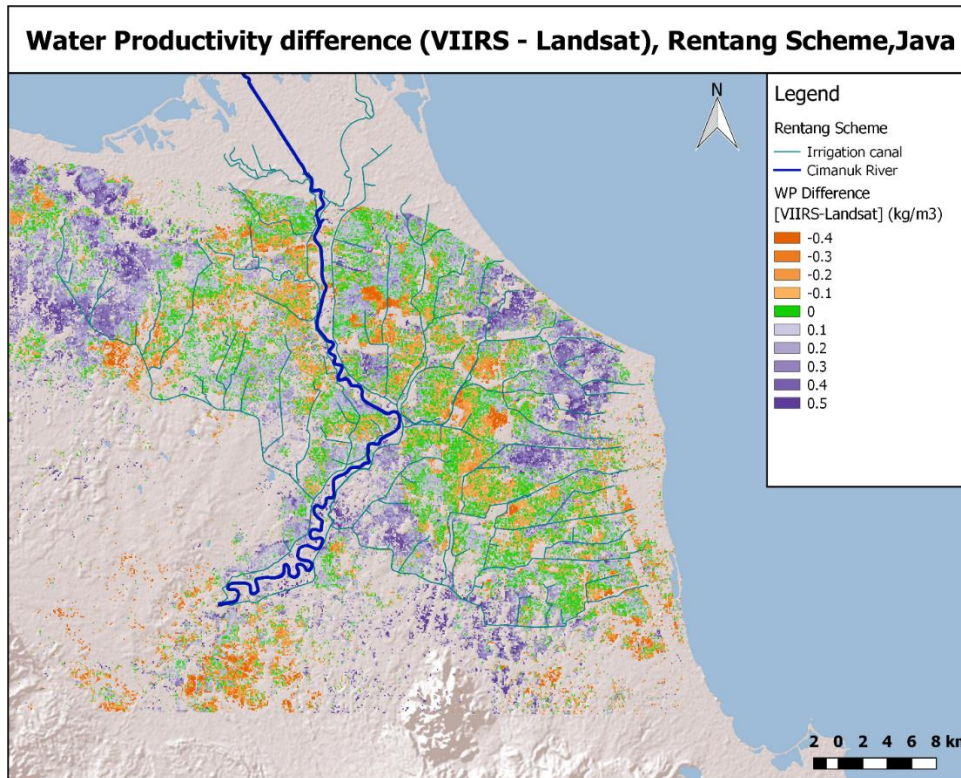 Water Productivity difference (VIIRS - Landsat), Rentang Scheme,Java
N
Legend
Rentang Scheme
Irrigation canal
Cimanuk River
WP Difference
[VIIRS-Landsat] (kg/m3)
-0.4
-0.3
-0.2
-0.1
0
0.1
0.2
0.3
0.4
0.5
2 0 2 4 6 8 km